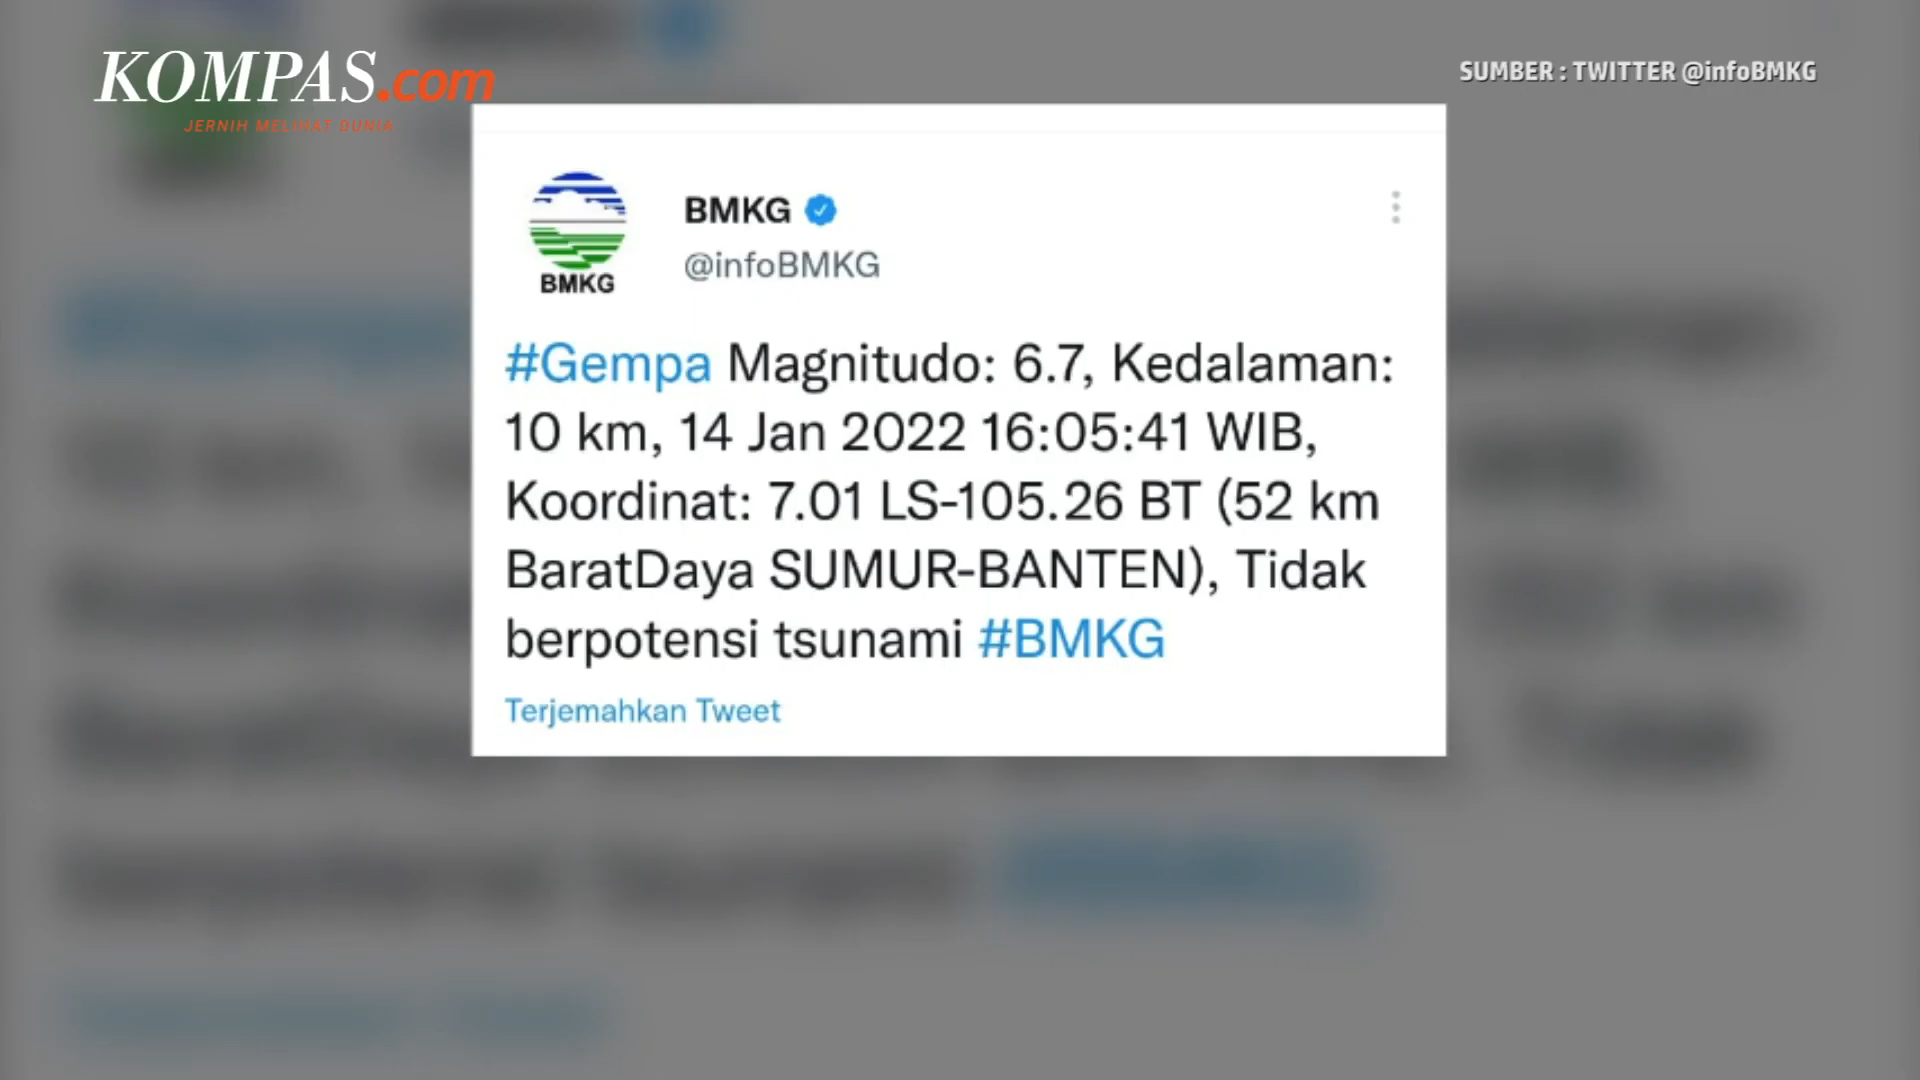 KOMPAS.com
JERNIH MELIHAT DUNIA
SUMBER : TWITTER @infoBMKG
BMKG
BMKG
@infoBMKG
#Gempa Magnitudo: 6.7, Kedalaman:
10 km, 14 Jan 2022 16:05:41 WIB,
Koordinat: 7.01 LS-105.26 BT (52 km
BaratDaya SUMUR-BANTEN), Tidak
berpotensi tsunami #BMKG
Terjemahkan Tweet